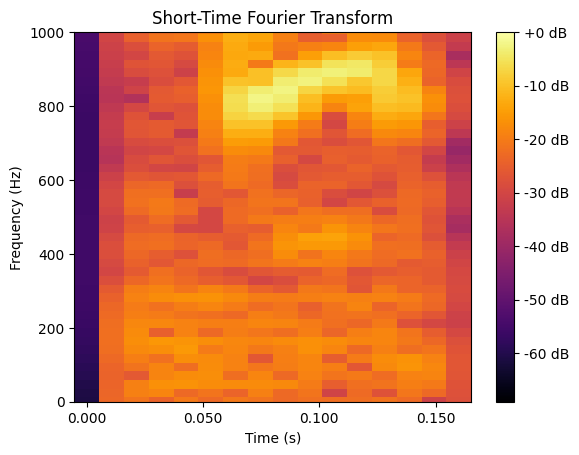 Short-Time Fourier Transform
1000
800
600
400
200
0
Frequency (Hz)
0.000
0.050
0.100
0.150
Time (s)
+0 dB
-10 dB
-20 dB
-30 dB
-40 dB
-50 dB
-60 dB